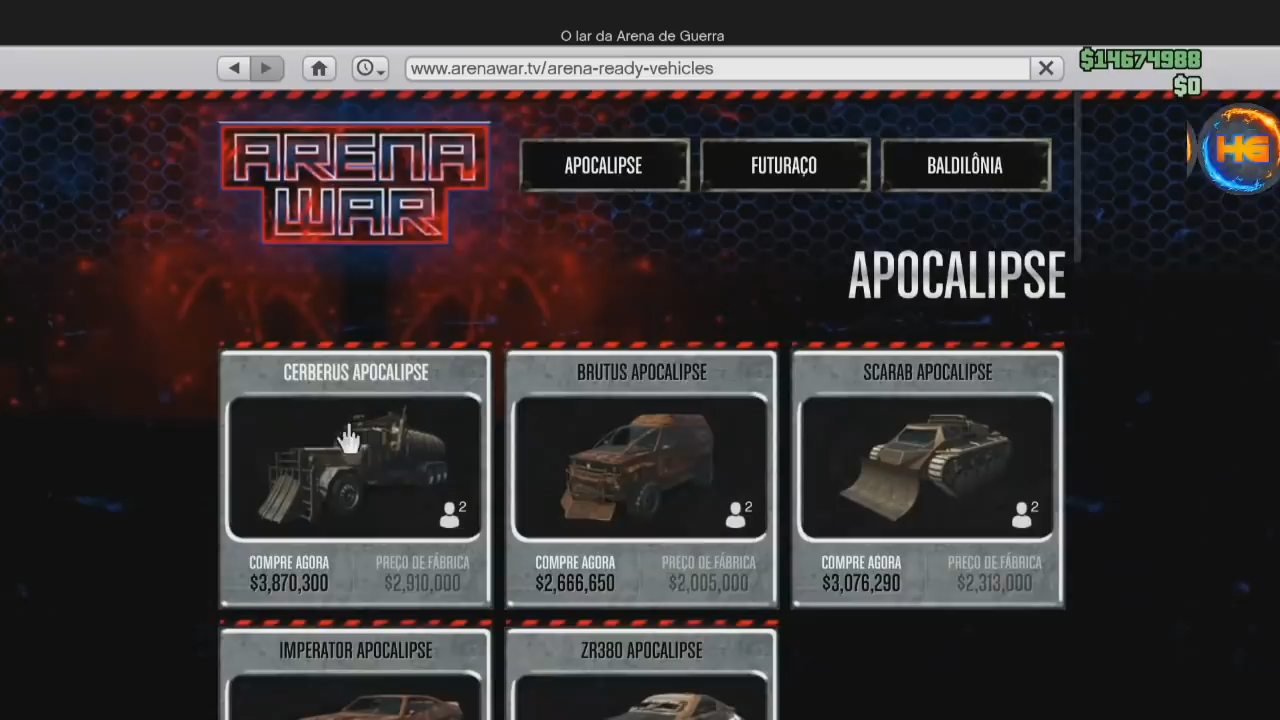 O lar da Arena de Guerra
www.arenawar.tv/arena-ready-vehicles
$14674988
$0
HG
ARENA
WAR
APOCALIPSE
FUTURAÇO
BALDILÔNIA
APOCALIPSE
CERBERUS APOCALIPSE
2
COMPRE AGORA
PREÇO DE FÁBRICA
$3,870,300
$2,910,000
BRUTUS APOCALIPSE
2
COMPRE AGORA
PREÇO DE FÁBRICA
$2,666,650
$2,005,000
SCARAB APOCALIPSE
2
COMPRE AGORA
PREÇO DE FÁBRICA
$3,076,290
$2,313,000
IMPERATOR APOCALIPSE
ZR380 APOCALIPSE